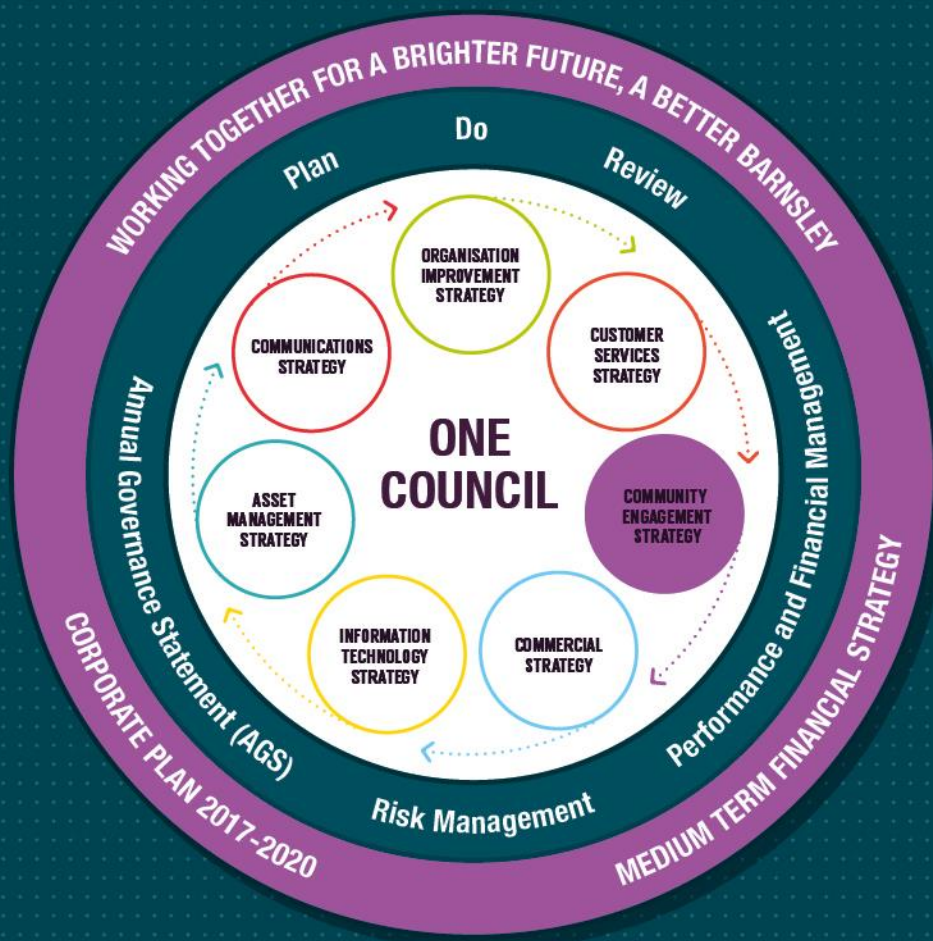 WORKING TOGETHER FOR A BRIGHTER FUTURE, A BETTER BARNSLEY
Plan
Do
Review
Performance and Financial Management
Risk Management
Annual Governance Statement (AGS)
ORGANISATION
IMPROVEMENT
STRATEGY
CUSTOMER
SERVICES
STRATEGY
COMMUNITY
ENGAGEMENT
STRATEGY
COMMERCIAL
STRATEGY
INFORMATION
TECHNOLOGY
STRATEGY
ASSET
MANAGEMENT
STRATEGY
COMMUNICATIONS
STRATEGY
ONE
COUNCIL
CORPORATE PLAN 2017-2020
MEDIUM TERM FINANCIAL STRATEGY